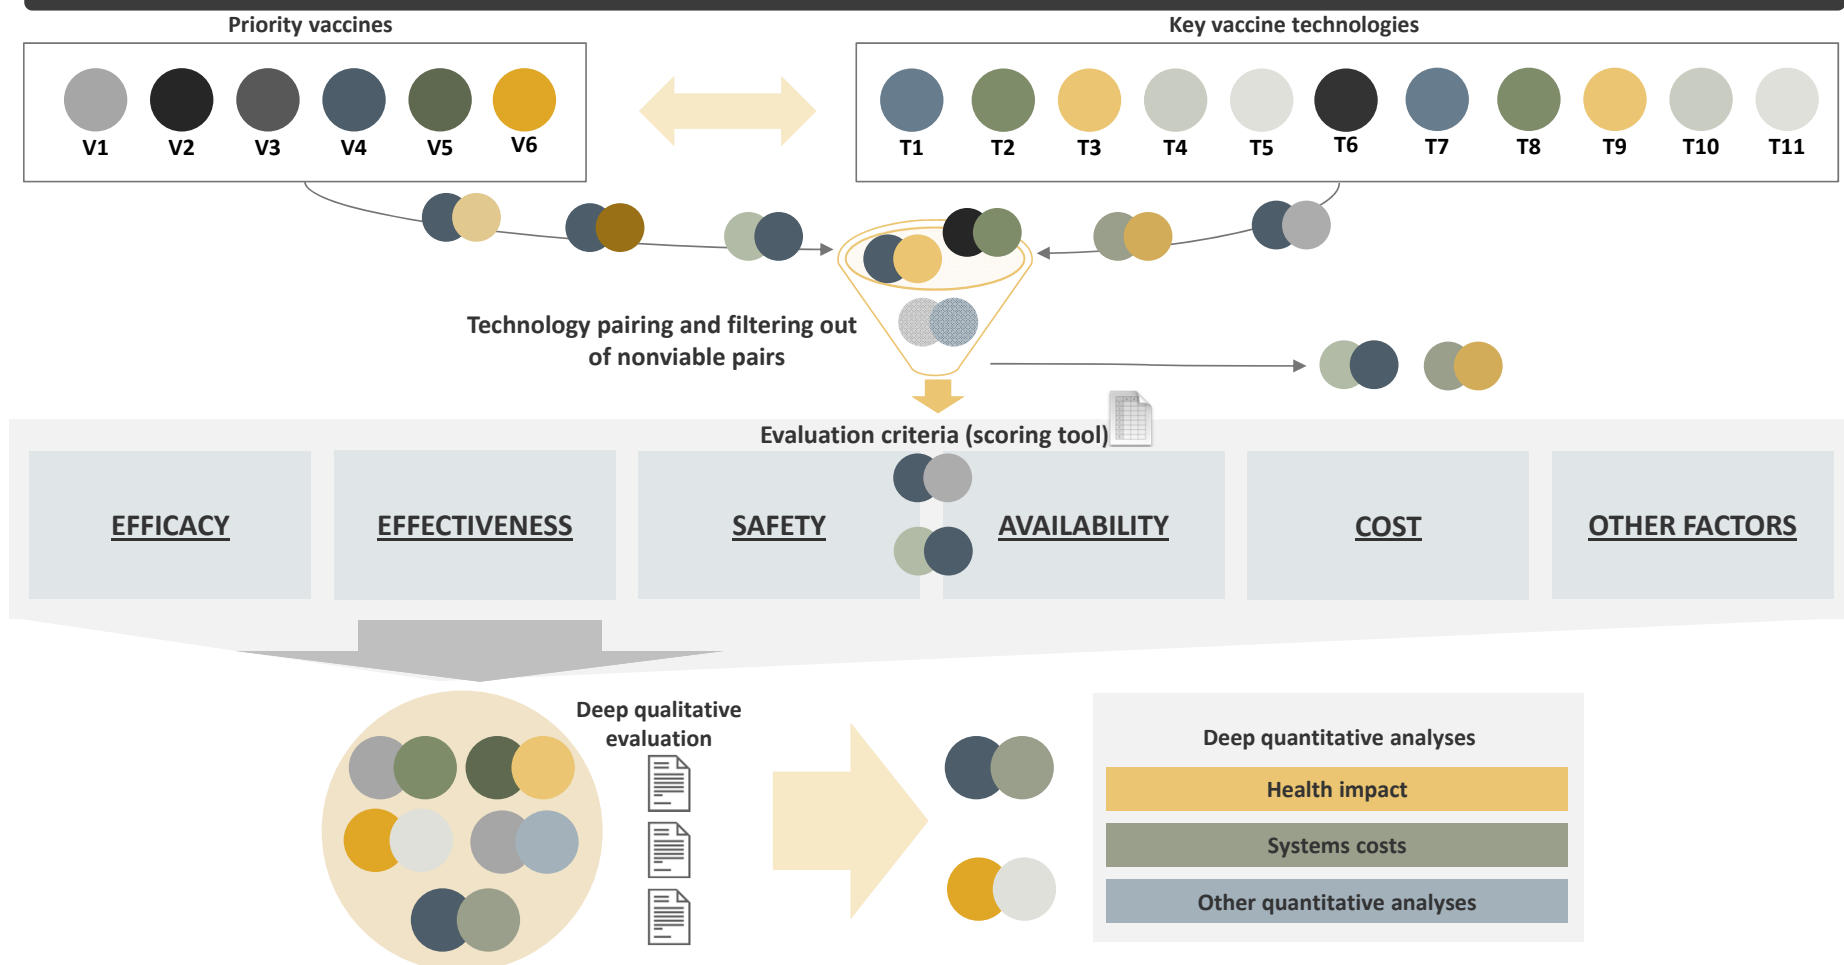 Priority vaccines
Key vaccine technologies
V1 V2 V3 V4 V5 V6
T1 T2 T3 T4 T5 T6 T7 T8 T9 T10 T11
Technology pairing and filtering out
of nonviable pairs
Evaluation criteria (scoring tool)
EFFICACY
EFFECTIVENESS
SAFETY
AVAILABILITY
COST
OTHER FACTORS
Deep qualitative
evaluation
Deep quantitative analyses
Health impact
Systems costs
Other quantitative analyses